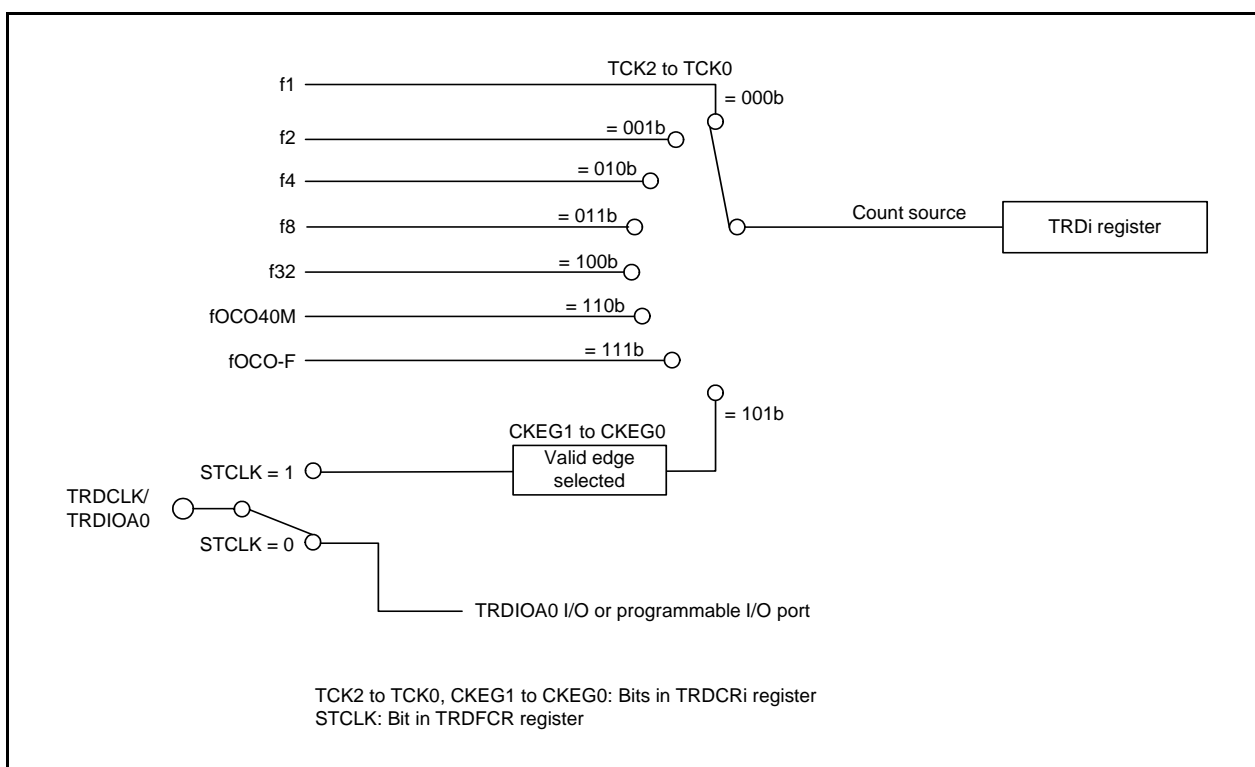 TCK2 to TCK0
f1
= 000b
f2
= 001b
f4
= 010b
f8
= 011b
Count source
TRDi register
f32
= 100b
fOCO40M
= 110b
fOCO-F
= 111b
= 101b
CKEG1 to CKEG0
Valid edge
selected
STCLK = 1
TRDCLK/
TRDIOA0
STCLK = 0
TRDIOA0 I/O or programmable I/O port
TCK2 to TCK0, CKEG1 to CKEG0: Bits in TRDCRi register
STCLK: Bit in TRDFCR register